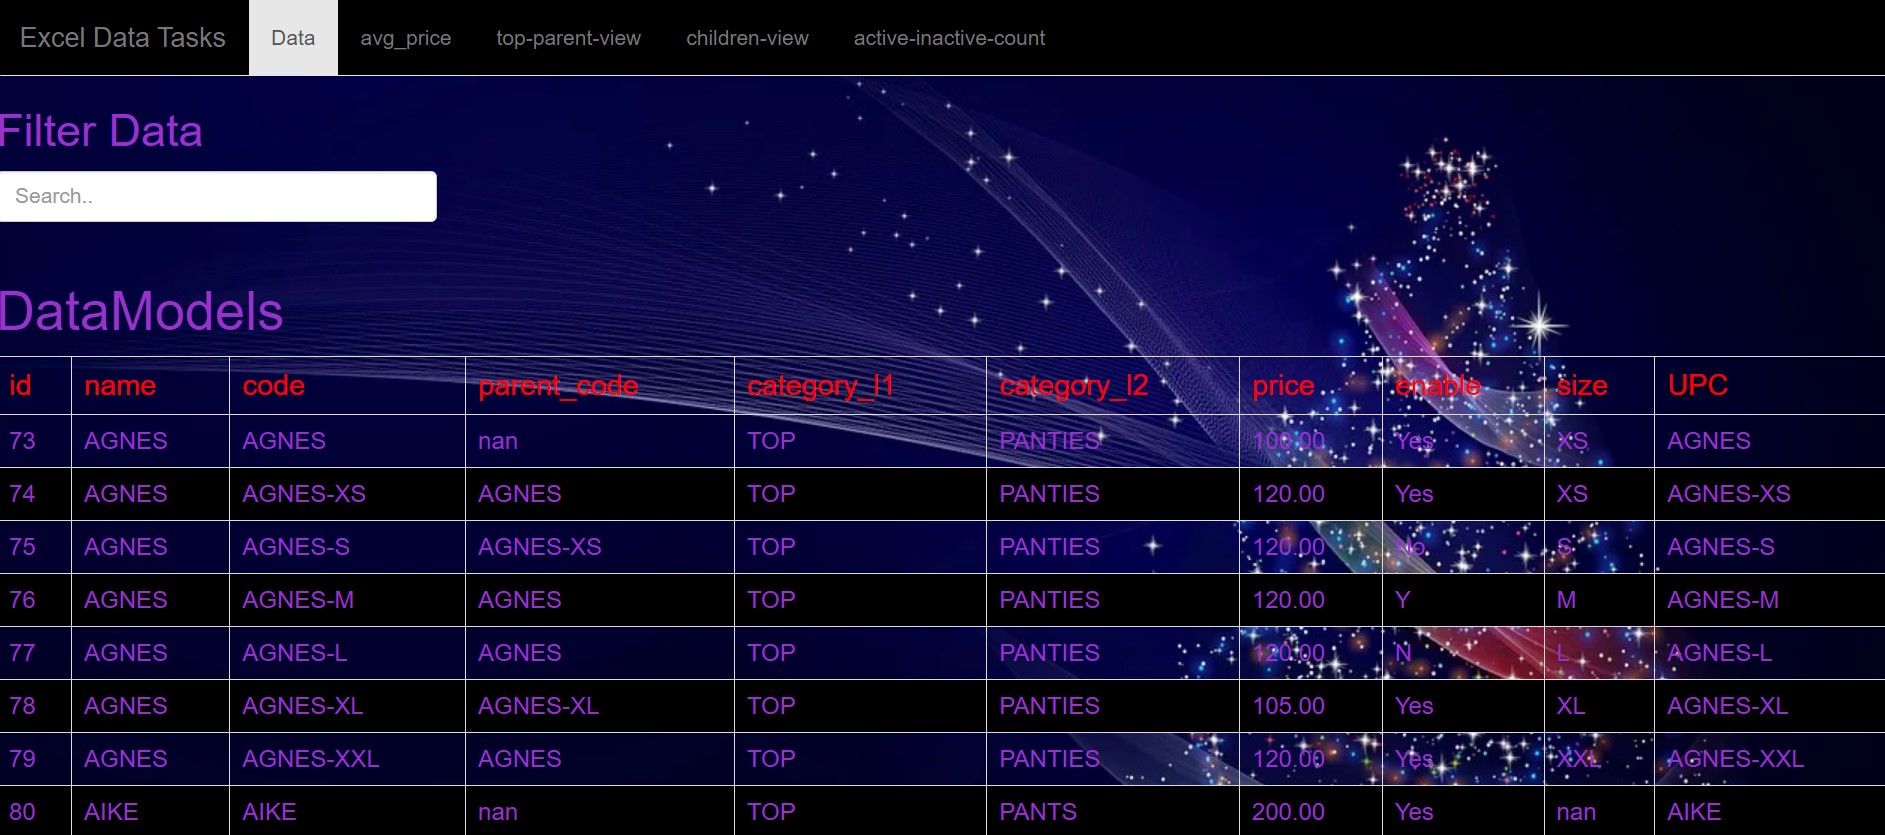 Excel Data Tasks Data avg_price top-parent-view children-view active-inactive-count
Filter Data
Search..
DataModels
id name code parent_code category_l1 category_l2 price enable size UPC
73 AGNES AGNES nan TOP PANTIES 100.00 Yes XS AGNES
74 AGNES AGNES-XS AGNES TOP PANTIES 120.00 Yes XS AGNES-XS
75 AGNES AGNES-S AGNES-XS TOP PANTIES 120.00 No S AGNES-S
76 AGNES AGNES-M AGNES TOP PANTIES 120.00 Y M AGNES-M
77 AGNES AGNES-L AGNES TOP PANTIES 120.00 N L AGNES-L
78 AGNES AGNES-XL AGNES-XL TOP PANTIES 105.00 Yes XL AGNES-XL
79 AGNES AGNES-XXL AGNES TOP PANTIES 120.00 Yes XXL AGNES-XXL
80 AIKE AIKE nan TOP PANTS 200.00 Yes nan AIKE